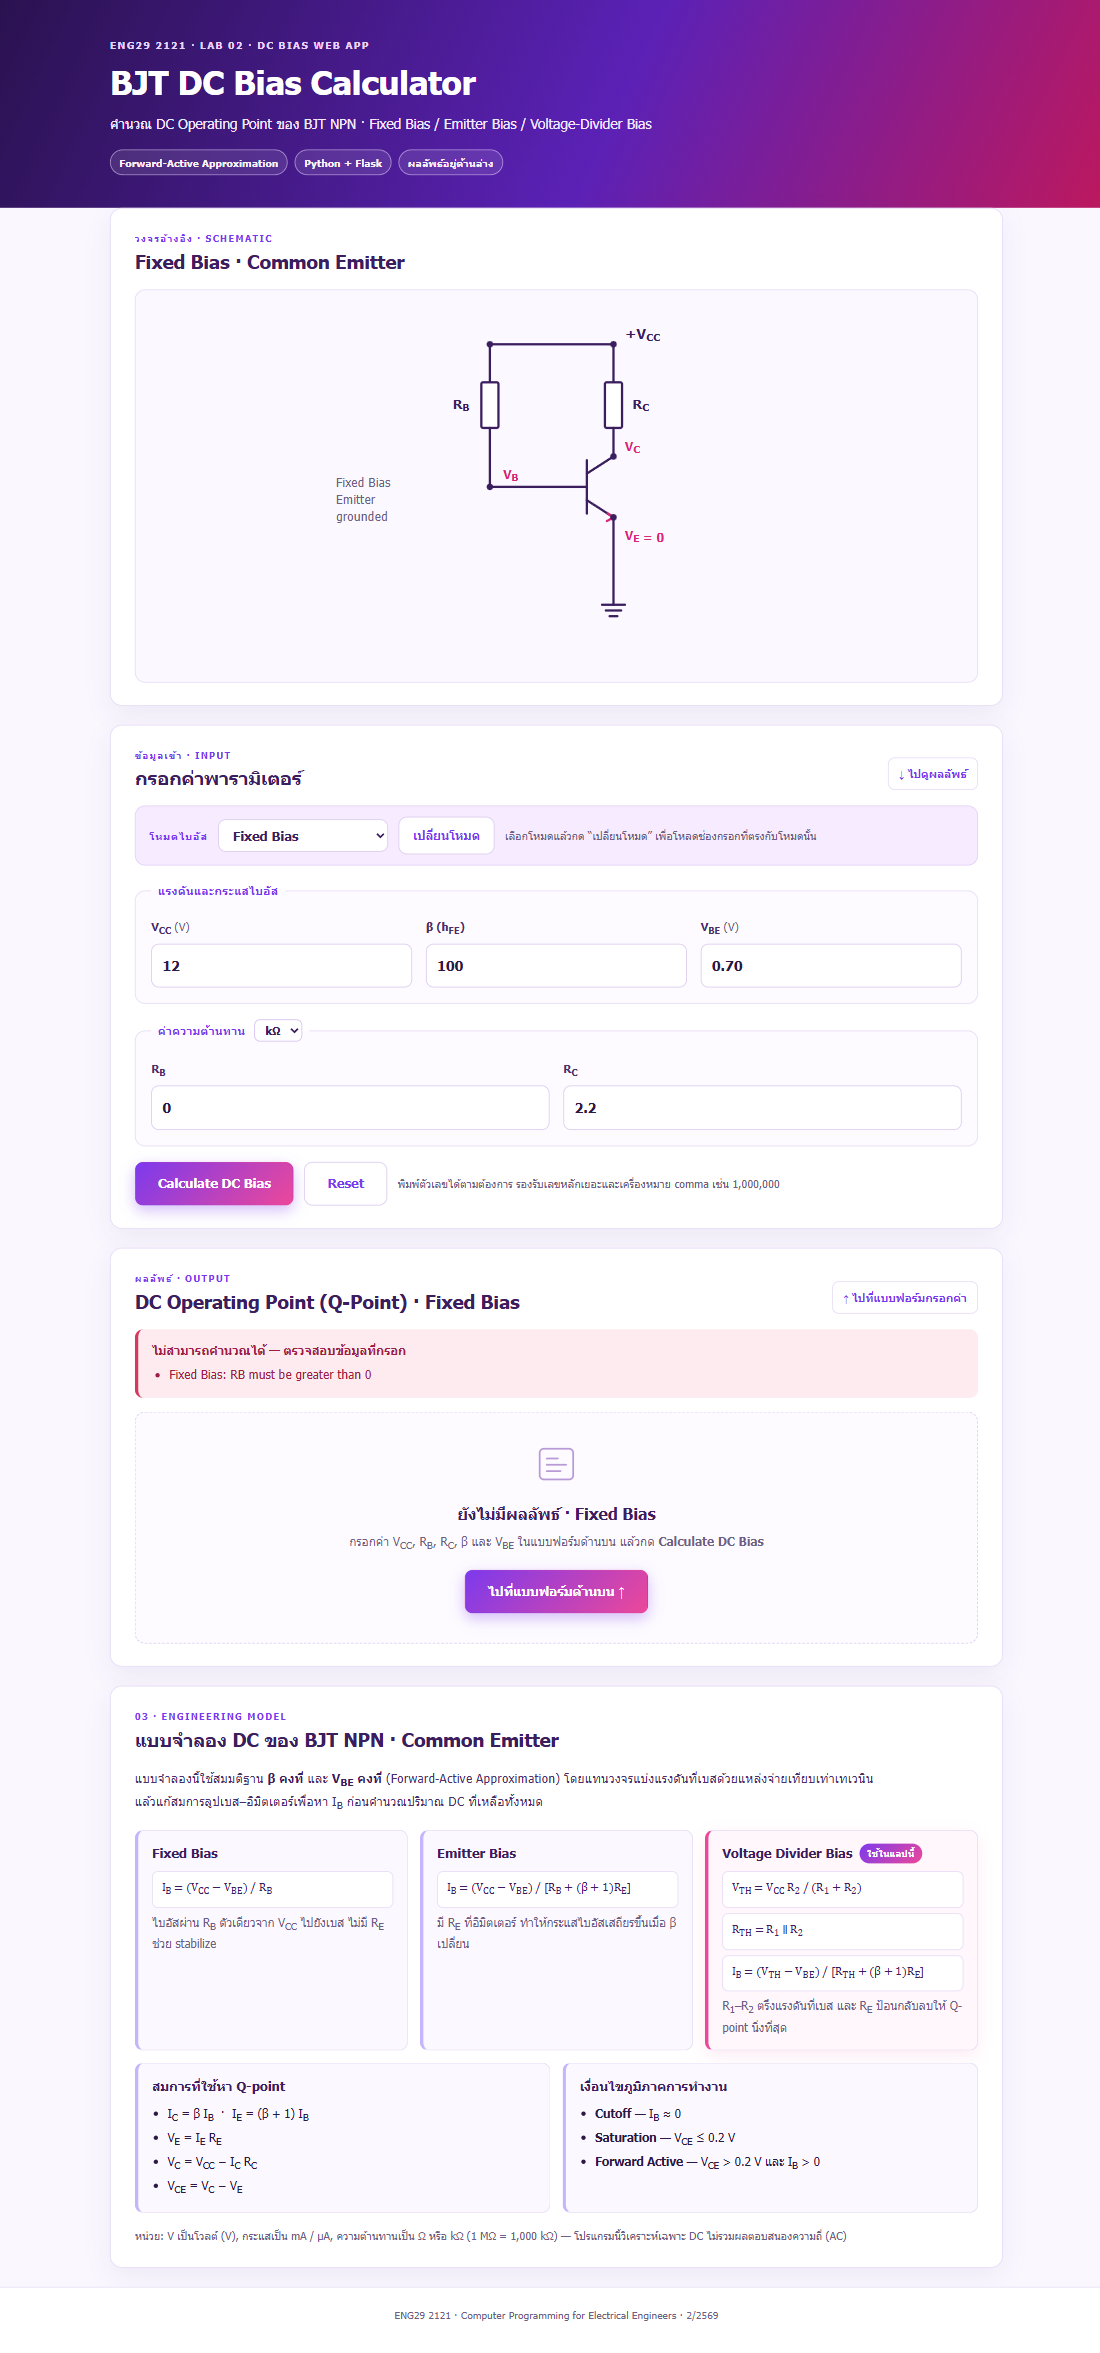 ENG29 2121 · LAB 02 · DC BIAS WEB APP
BJT DC Bias Calculator
คำนวณ DC Operating Point ของ BJT NPN · Fixed Bias / Emitter Bias / Voltage-Divider Bias
Forward-Active Approximation
Python + Flask
ผลลัพธ์อยู่ด้านล่าง
วงจรอ้างอิง · SCHEMATIC
Fixed Bias · Common Emitter
+VCC
RB
RC
VC
VB
Fixed Bias
Emitter
grounded
VE = 0
ข้อมูลเข้า · INPUT
กรอกค่าพารามิเตอร์
↓ ไปดูผลลัพธ์
โหมดไบอัส
Fixed Bias
เปลี่ยนโหมด
เลือกโหมดแล้วกด “เปลี่ยนโหมด” เพื่อโหลดช่องกรอกที่ตรงกับโหมดนั้น
แรงดันและกระแสไบอัส
VCC (V)
β (hFE)
VBE (V)
12
100
0.70
ค่าความต้านทาน
kΩ
RB
RC
0
2.2
Calculate DC Bias
Reset
พิมพ์ตัวเลขได้ตามต้องการ รองรับเลขหลักเยอะและเครื่องหมาย comma เช่น 1,000,000
ผลลัพธ์ · OUTPUT
DC Operating Point (Q-Point) · Fixed Bias
↑ ไปที่แบบฟอร์มกรอกค่า
ไม่สามารถคำนวณได้ — ตรวจสอบข้อมูลที่กรอก
• Fixed Bias: RB must be greater than 0
ยังไม่มีผลลัพธ์ · Fixed Bias
กรอกค่า VCC, RB, RC, β และ VBE ในแบบฟอร์มด้านบน แล้วกด Calculate DC Bias
ไปที่แบบฟอร์มด้านบน ↑
03 · ENGINEERING MODEL
แบบจำลอง DC ของ BJT NPN · Common Emitter
แบบจำลองนี้ใช้สมมติฐาน β คงที่ และ VBE คงที่ (Forward-Active Approximation) โดยแทนวงจรแบ่งแรงดันที่เบสด้วยแหล่งจ่ายเทียบเท่าเทเวนิน
แล้วแก้สมการลูปเบส–อิมิตเตอร์เพื่อหา IB ก่อนคำนวณปริมาณ DC ที่เหลือทั้งหมด
Fixed Bias
IB = (VCC − VBE) / RB
ไบอัสผ่าน RB ตัวเดียวจาก VCC ไปยังเบส ไม่มี RE
ช่วย stabilize
Emitter Bias
IB = (VCC − VBE) / [RB + (β + 1)RE]
มี RE ที่อิมิตเตอร์ ทำให้กระแสไบอัสเสถียรขึ้นเมื่อ β
เปลี่ยน
Voltage Divider Bias
ใช้ในแอปนี้
VTH = VCC R2 / (R1 + R2)
RTH = R1 ∥ R2
IB = (VTH − VBE) / [RTH + (β + 1)RE]
R1–R2 ตรึงแรงดันที่เบส และ RE ป้อนกลับลบให้ Q-
point นิ่งที่สุด
สมการที่ใช้หา Q-point
• IC = β IB · IE = (β + 1) IB
• VE = IE RE
• VC = VCC − IC RC
• VCE = VC − VE
เงื่อนไขภูมิภาคการทำงาน
• Cutoff — IB ≈ 0
• Saturation — VCE ≤ 0.2 V
• Forward Active — VCE > 0.2 V และ IB > 0
หน่วย: V เป็นโวลต์ (V), กระแสเป็น mA / µA, ความต้านทานเป็น Ω หรือ kΩ (1 MΩ = 1,000 kΩ) — โปรแกรมนี้วิเคราะห์เฉพาะ DC ไม่รวมผลตอบสนองความถี่ (AC)
ENG29 2121 · Computer Programming for Electrical Engineers · 2/2569